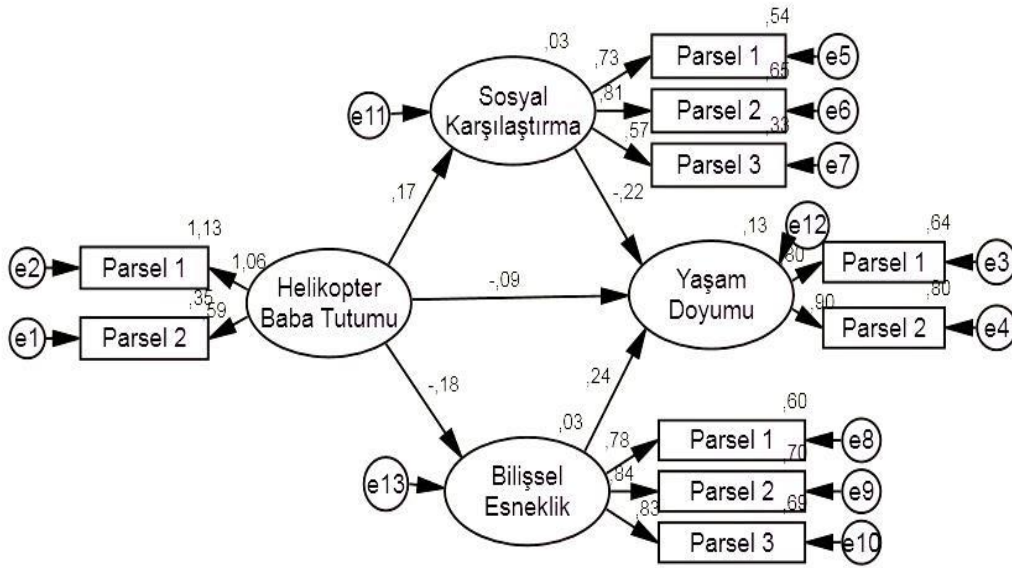 ,54
,03
,73
Parsel 1
e5
,65
Sosyal
Karşılaştırma
,81
Parsel 2
e6
,33
e11
,57
Parsel 3
e7
,17
-,22
,13
e12
,64
1,13
,80
Parsel 1
e3
e2
Parsel 1
1,06
Helikopter
Baba Tutumu
-,09
Yaşam
Doyumu
,80
,35
,59
,90
Parsel 2
e4
e1
Parsel 2
-,18
,24
,03
,60
,78
Parsel 1
e8
,70
e13
Bilişsel
Esneklik
,84
Parsel 2
e9
,69
,83
Parsel 3
e10